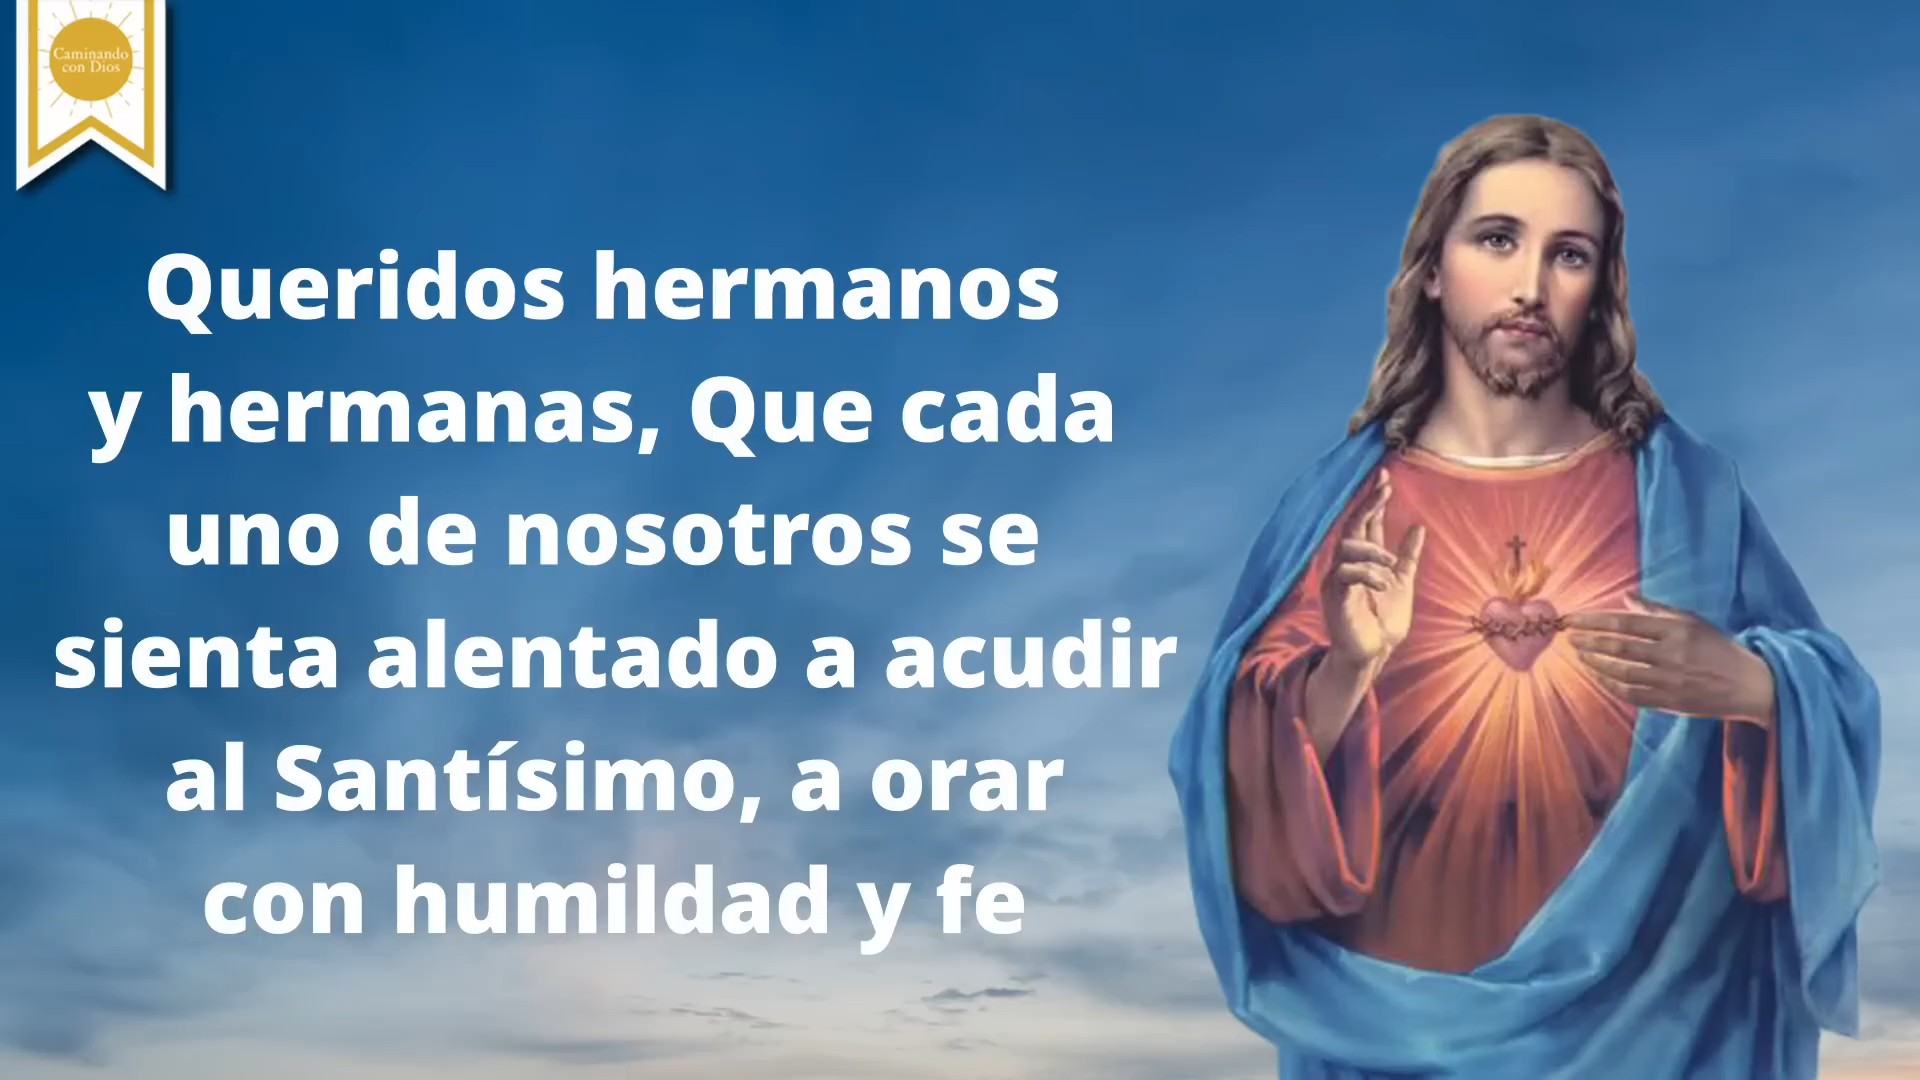 Caminando
con Dios
Queridos hermanos
y hermanas, Que cada
uno de nosotros se
sienta alentado a acudir
al Santísimo, a orar
con humildad y fe